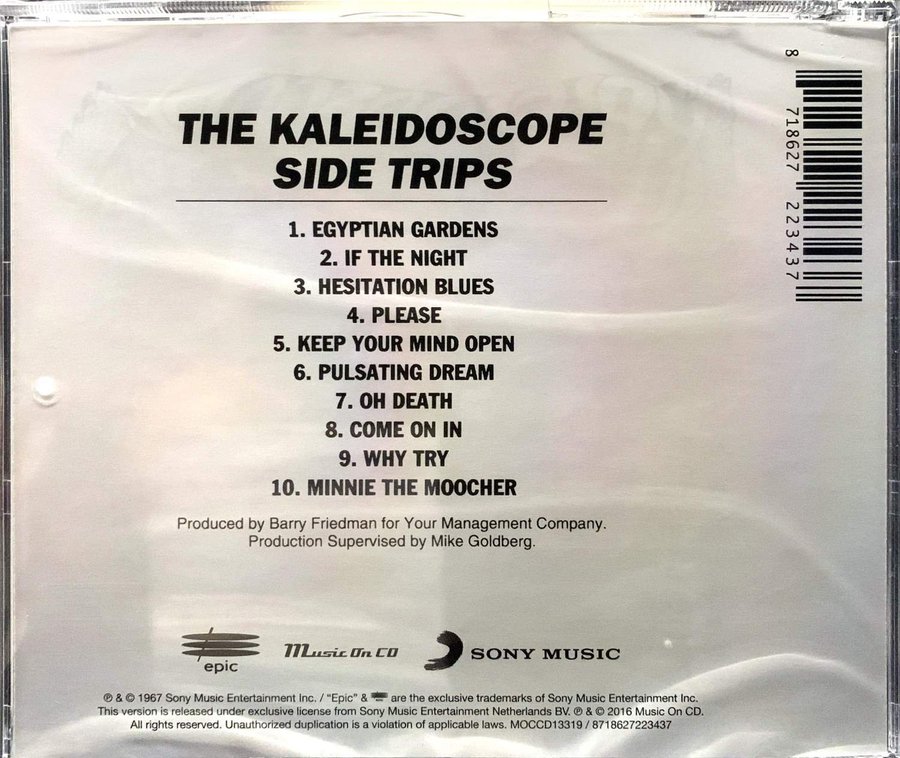 THE KALEIDOSCOPE
SIDE TRIPS
1. EGYPTIAN GARDENS
2. IF THE NIGHT
3. HESITATION BLUES
4. PLEASE
5. KEEP YOUR MIND OPEN
6. PULSATING DREAM
7. OH DEATH
8. COME ON IN
9. WHY TRY
10. MINNIE THE MOOCHER
Produced by Barry Friedman for Your Management Company.
Production Supervised by Mike Goldberg.
epic
Music On CD
SONY MUSIC
℗ & © 1967 Sony Music Entertainment Inc. / "Epic" & are the exclusive trademarks of Sony Music Entertainment Inc.
This version is released under exclusive license from Sony Music Entertainment Netherlands BV. ℗ & © 2016 Music On CD.
All rights reserved. Unauthorized duplication is a violation of applicable laws. MOCCD13319 / 8718627223437
8 718627 223437